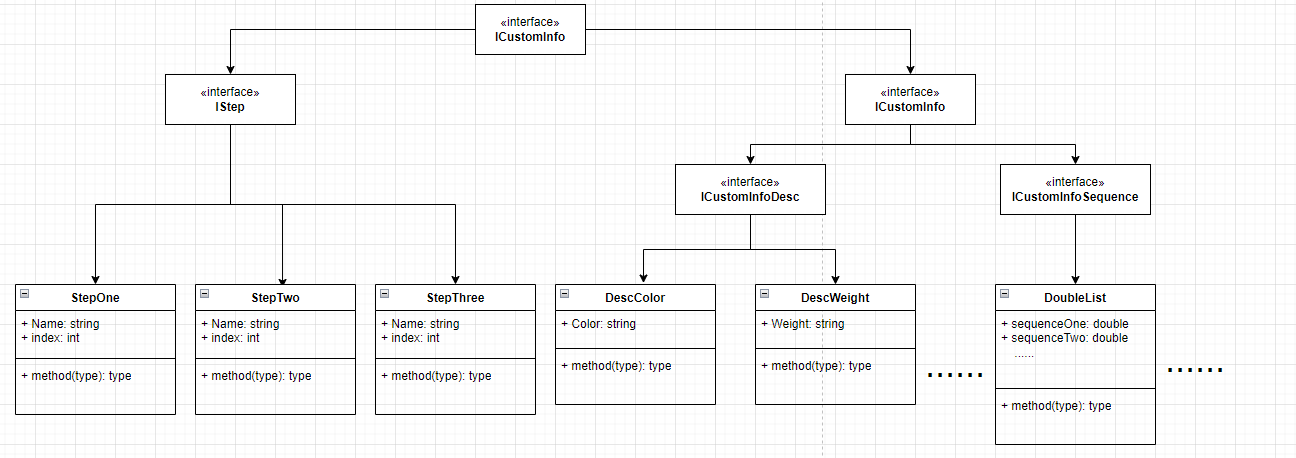 «interface»
ICustomInfo
«interface»
IStep
«interface»
ICustomInfo
«interface»
ICustomInfoDesc
«interface»
ICustomInfoSequence
StepOne
+ Name: string
+ index: int
+ method(type): type
StepTwo
+ Name: string
+ index: int
+ method(type): type
StepThree
+ Name: string
+ index: int
+ method(type): type
DescColor
+ Color: string
+ method(type): type
DescWeight
+ Weight: string
+ method(type): type
......
DoubleList
+ sequenceOne: double
+ sequenceTwo: double
......
+ method(type): type
......